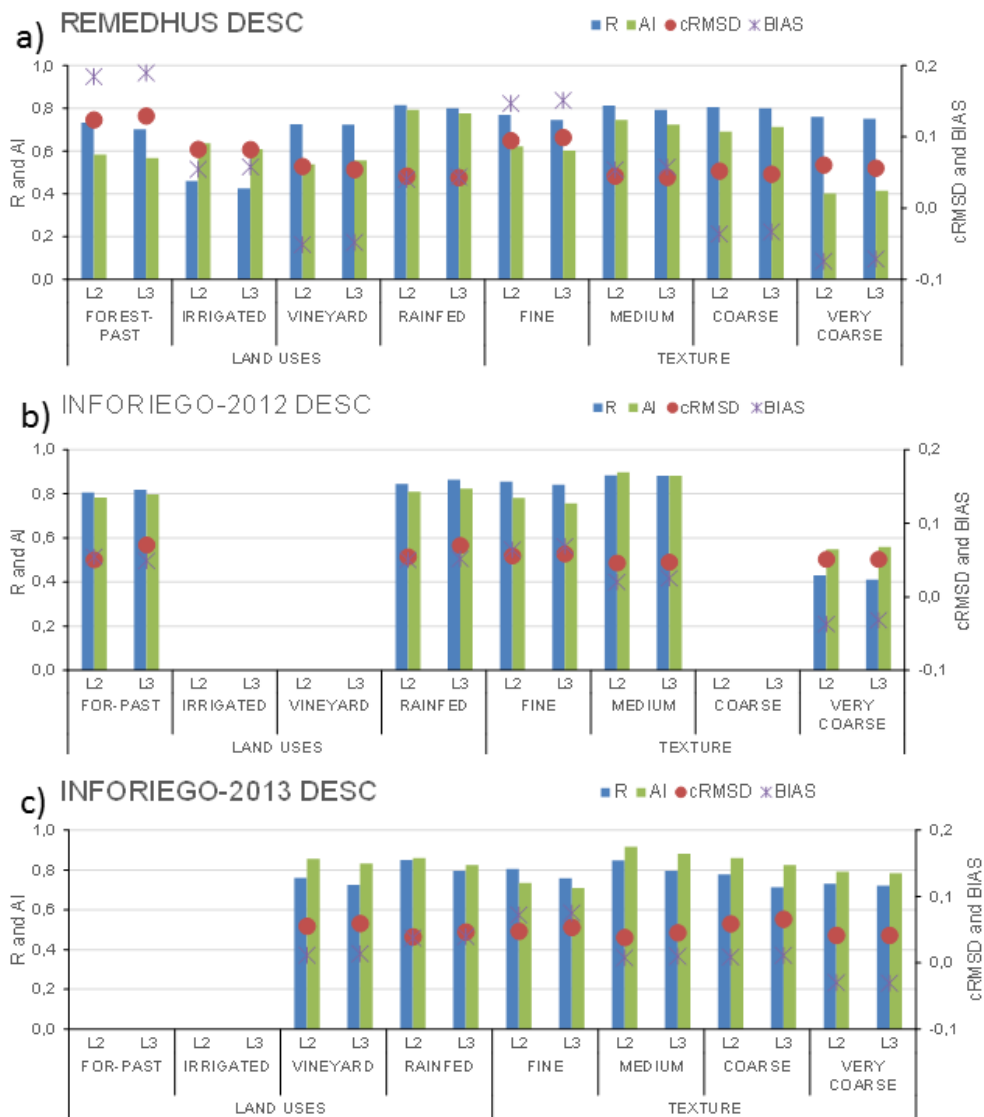 a) REMEDHUS DESC
R AI cRMSD BIAS
1,0 0,2
0,8
0,1
0,6
0,4
0,0
0,2
0,0 -0,1
R and AI
cRMSD and BIAS
L2 L3 L2 L3 L2 L3 L2 L3 L2 L3 L2 L3 L2 L3 L2 L3
FOREST- IRRIGATED VINEYARD RAINFED FINE MEDIUM COARSE VERY
PAST COARSE
LAND USES TEXTURE
b) INFORIEGO-2012 DESC
R AI cRMSD BIAS
1,0 0,2
0,8
0,1
0,6
0,4
0,0
0,2
0,0 -0,1
R and AI
cRMSD and BIAS
L2 L3 L2 L3 L2 L3 L2 L3 L2 L3 L2 L3 L2 L3 L2 L3
FOR-PAST IRRIGATED VINEYARD RAINFED FINE MEDIUM COARSE VERY
COARSE
LAND USES TEXTURE
c) INFORIEGO-2013 DESC
R AI cRMSD BIAS
1,0 0,2
0,8
0,1
0,6
0,4
0,0
0,2
0,0 -0,1
R and AI
cRMSD and BIAS
L2 L3 L2 L3 L2 L3 L2 L3 L2 L3 L2 L3 L2 L3 L2 L3
FOR-PAST IRRIGATED VINEYARD RAINFED FINE MEDIUM COARSE VERY
COARSE
LAND USES TEXTURE